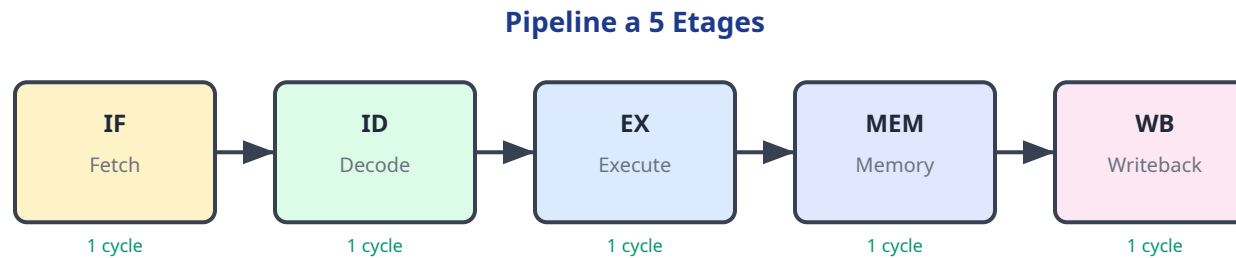 Pipeline a 5 Etages
IF
Fetch
1 cycle
ID
Decode
1 cycle
EX
Execute
1 cycle
MEM
Memory
1 cycle
WB
Writeback
1 cycle